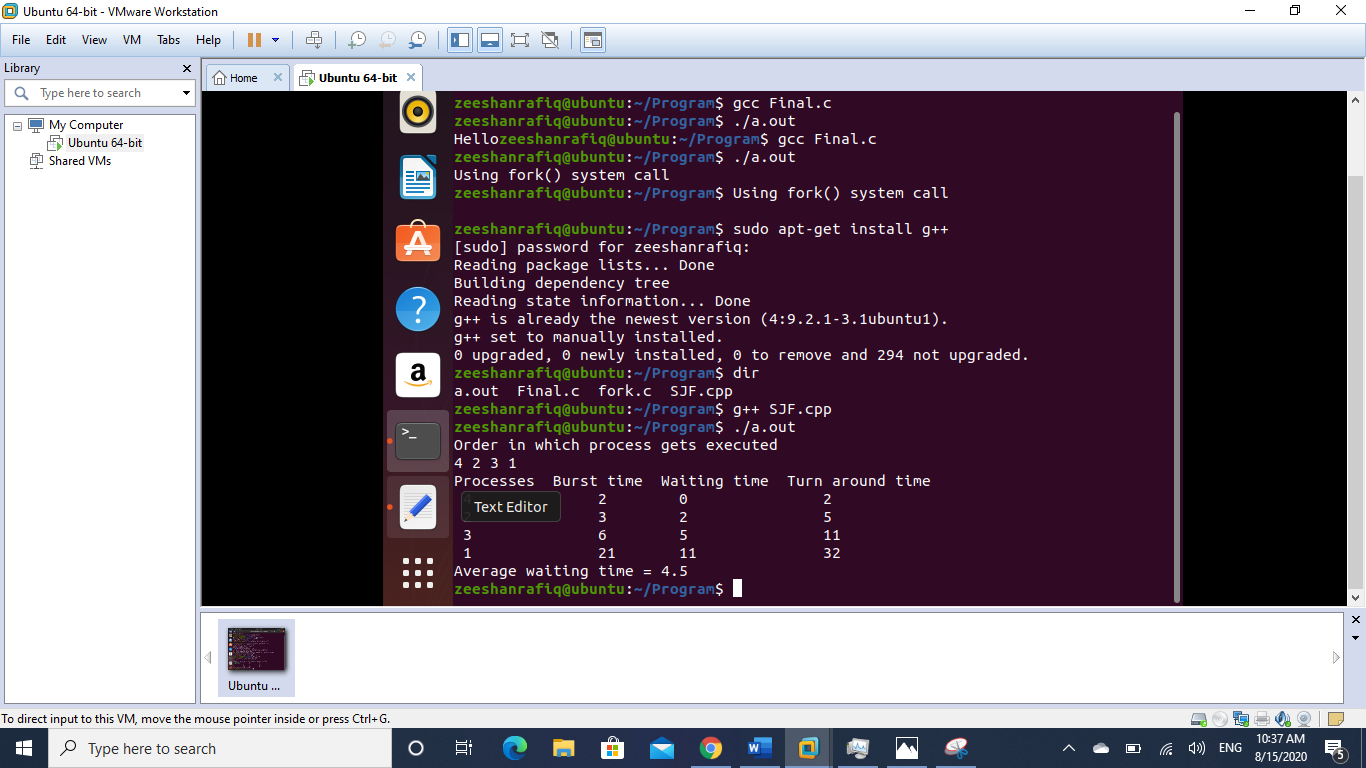 Ubuntu 64-bit - VMware Workstation
File Edit View VM Tabs Help
Library
Type here to search
My Computer
Ubuntu 64-bit
Shared VMs
Home
Ubuntu 64-bit
zeeshanrafiq@ubuntu:~/Program$ gcc Final.c
zeeshanrafiq@ubuntu:~/Program$ ./a.out
Hellozeeshanrafiq@ubuntu:~/Program$ gcc Final.c
zeeshanrafiq@ubuntu:~/Program$ ./a.out
Using fork() system call
zeeshanrafiq@ubuntu:~/Program$ Using fork() system call
zeeshanrafiq@ubuntu:~/Program$ sudo apt-get install g++
[sudo] password for zeeshanrafiq:
Reading package lists... Done
Building dependency tree
Reading state information... Done
g++ is already the newest version (4:9.2.1-3.1ubuntu1).
g++ set to manually installed.
0 upgraded, 0 newly installed, 0 to remove and 294 not upgraded.
zeeshanrafiq@ubuntu:~/Program$ dir
a.out  Final.c  fork.c  SJF.cpp
zeeshanrafiq@ubuntu:~/Program$ g++ SJF.cpp
zeeshanrafiq@ubuntu:~/Program$ ./a.out
Order in which process gets executed
4 2 3 1
Processes  Burst time  Waiting time  Turn around time
2 0 2
Text Editor
3 2 5
3 6 5 11
1 21 11 32
Average waiting time = 4.5
zeeshanrafiq@ubuntu:~/Program$
Ubuntu ...
To direct input to this VM, move the mouse pointer inside or press Ctrl+G.
Type here to search
ENG
10:37 AM
8/15/2020
5